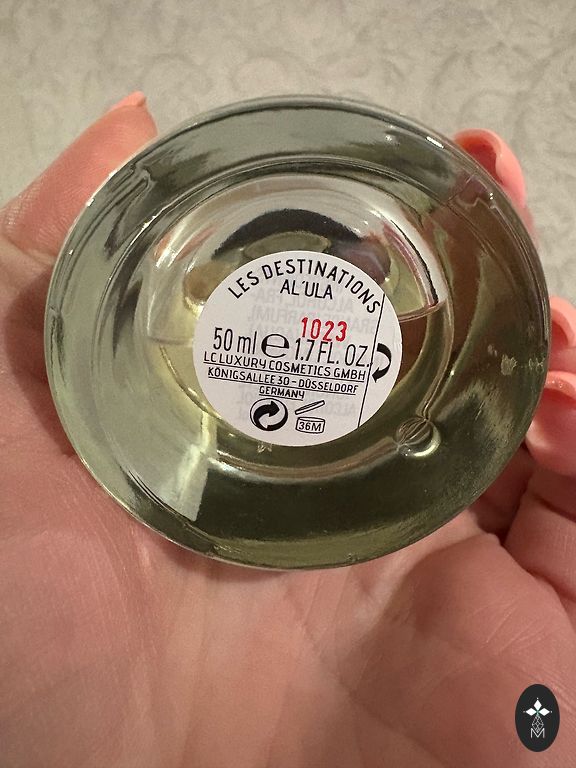 LES DESTINATIONS
AL'ULA
1023
50 ml e 1.7 FL. OZ.
LC LUXURY COSMETICS GMBH
KÖNIGSALLEE 30 - DÜSSELDORF
GERMANY
36M
M